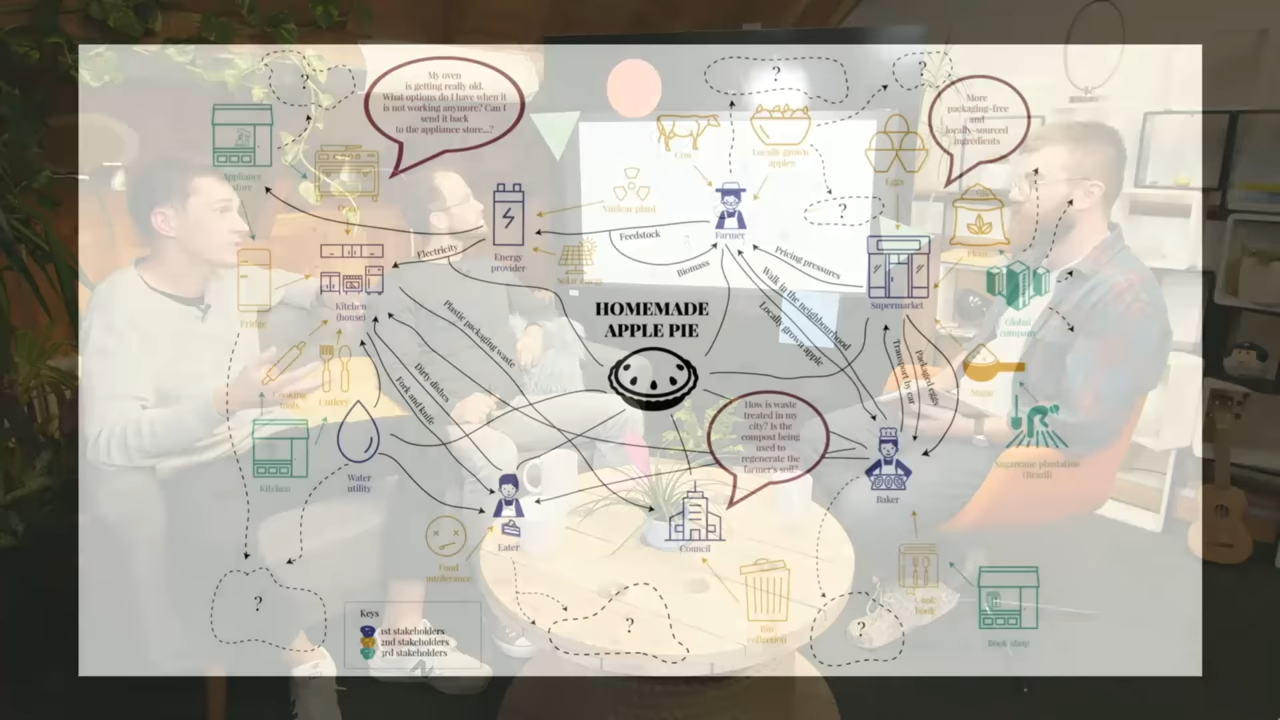 ?
?
?
My oven
is getting really old.
What options do I have when it
is not working anymore? Can I
send it back
to the appliance store...?
More
packaging-free
and
locally-sourced
ingredients
Appliance
store
Oven
Cow
Locally grown
apples
Eggs
Nuclear plant
?
Farmer
Feedstock
Biomass
Electricity
Energy
provider
Solar energy
Pricing pressures
Walk in the neighbourhood
Locally grown apple
Flour
Supermarket
Global
company
Fridge
Kitchen
(house)
HOMEMADE
APPLE PIE
Plastic packaging waste
Dirty dishes
Fork and knife
Transport by car
Packaged eggs
Sugar
Cooking
tools
Cutlery
How is waste
treated in my
city? Is the
compost being
used to
regenerate the
farmer's soil?
Sugarcane plantation
(Brazil)
Kitchen
Water
utility
Baker
Eater
Council
Food
intolerance
Bin
collection
Cook
book
Book shop
?
?
?
Keys
1st stakeholders
2nd stakeholders
3rd stakeholders